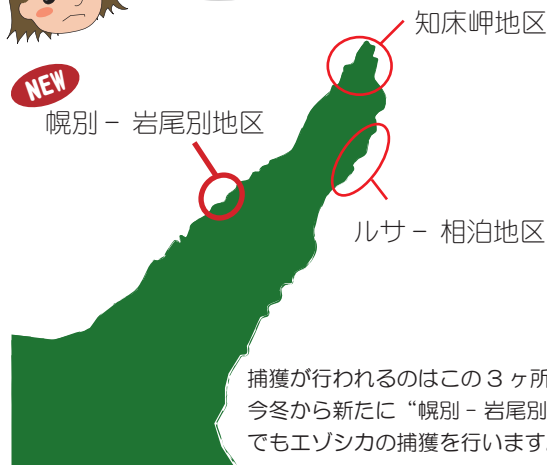 知床岬地区
NEW
幌別 − 岩尾別地区
ルサ − 相泊地区
捕獲が行われるのはこの 3 ヶ所
今冬から新たに “幌別 - 岩尾別
でもエゾシカの捕獲を行います